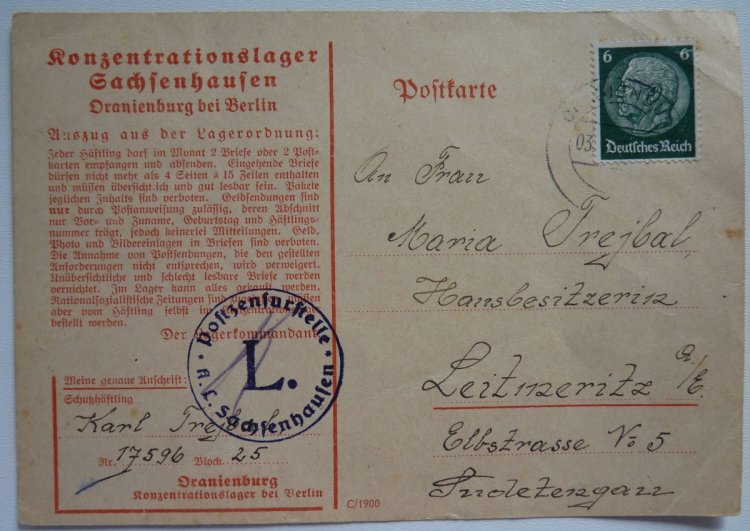 Konzentrationslager
Sachsenhausen
Oranienburg bei Berlin
Auszug aus der Lagerordnung:
Jeder Häftling darf im Monat 2 Briefe oder 2 Post-
karten empfangen und absenden. Eingehende Briefe
dürfen nicht mehr als 4 Seiten à 15 Zeilen enthalten
und müssen übersichtlich und gut lesbar sein. Pakete
jeglichen Inhalts sind verboten. Geldsendungen sind
nur durch Postanweisung zulässig, deren Abschnitt
nur Vor- und Zuname, Geburtstag und Häftlings-
nummer trägt, jedoch keinerlei Mitteilungen. Geld,
Photo und Bildereinlagen in Briefen sind verboten.
Die Annahme von Postsendungen, die den gestellten
Anforderungen nicht entsprechen, wird verweigert.
Unübersichtliche und schlecht lesbare Briefe werden
vernichtet. Im Lager kann alles gekauft werden.
Nationalsozialistische Zeitungen sind
aber vom Häftling selbst im
bestellt werden.
Der Lagerkommandant
Postzensurstelle
L.
K. L. Sachsenhausen
Meine genaue Anschrift:
Schutzhäftling
Karl Trejbal
Nr. 17596 Block 25
Oranienburg
Konzentrationslager bei Berlin
C/1900
Postkarte
6 6
Deutsches Reich
03
An Frau
Maria Trejbal,
Hausbesitzerin
Leitmeritz a/E.
Elbstrasse No 5
Sudetengau